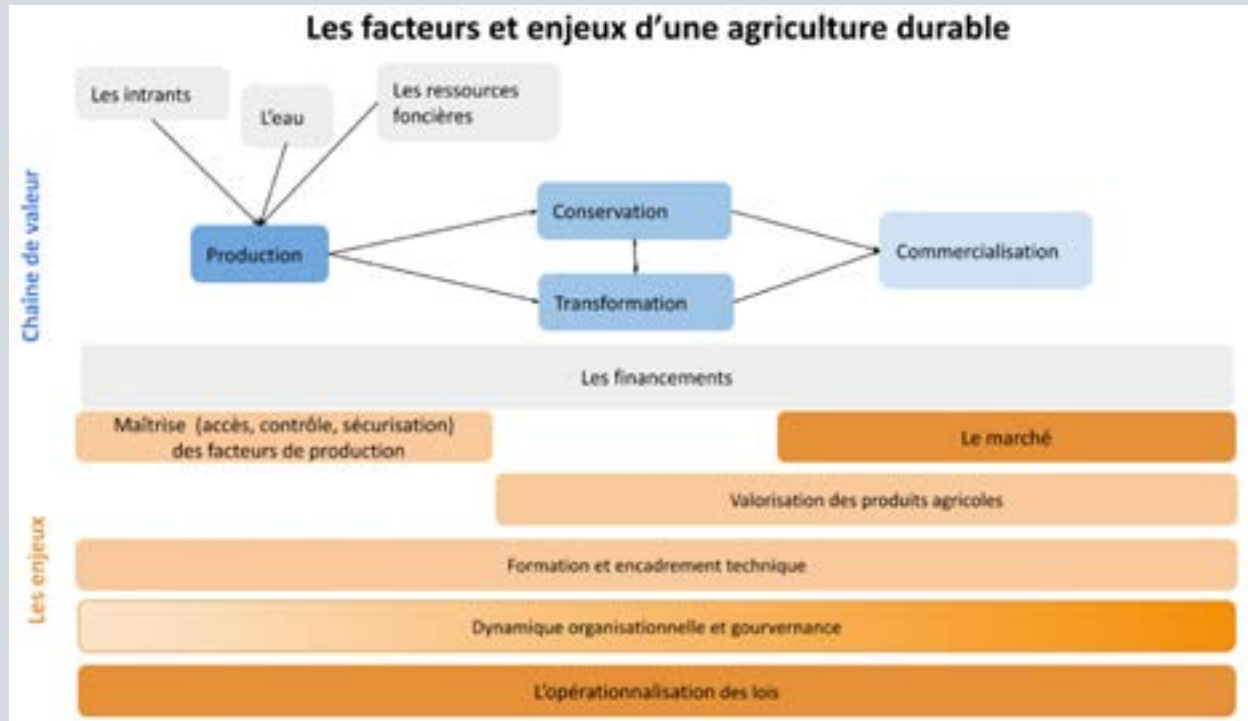 Les facteurs et enjeux d'une agriculture durable
Les intrants
L'eau
Les ressources
foncières
Chaîne de valeur
Production
Conservation
Transformation
Commercialisation
Les financements
Les enjeux
Maîtrise (accès, contrôle, sécurisation)
des facteurs de production
Le marché
Valorisation des produits agricoles
Formation et encadrement technique
Dynamique organisationnelle et gourvernance
L'opérationnalisation des lois